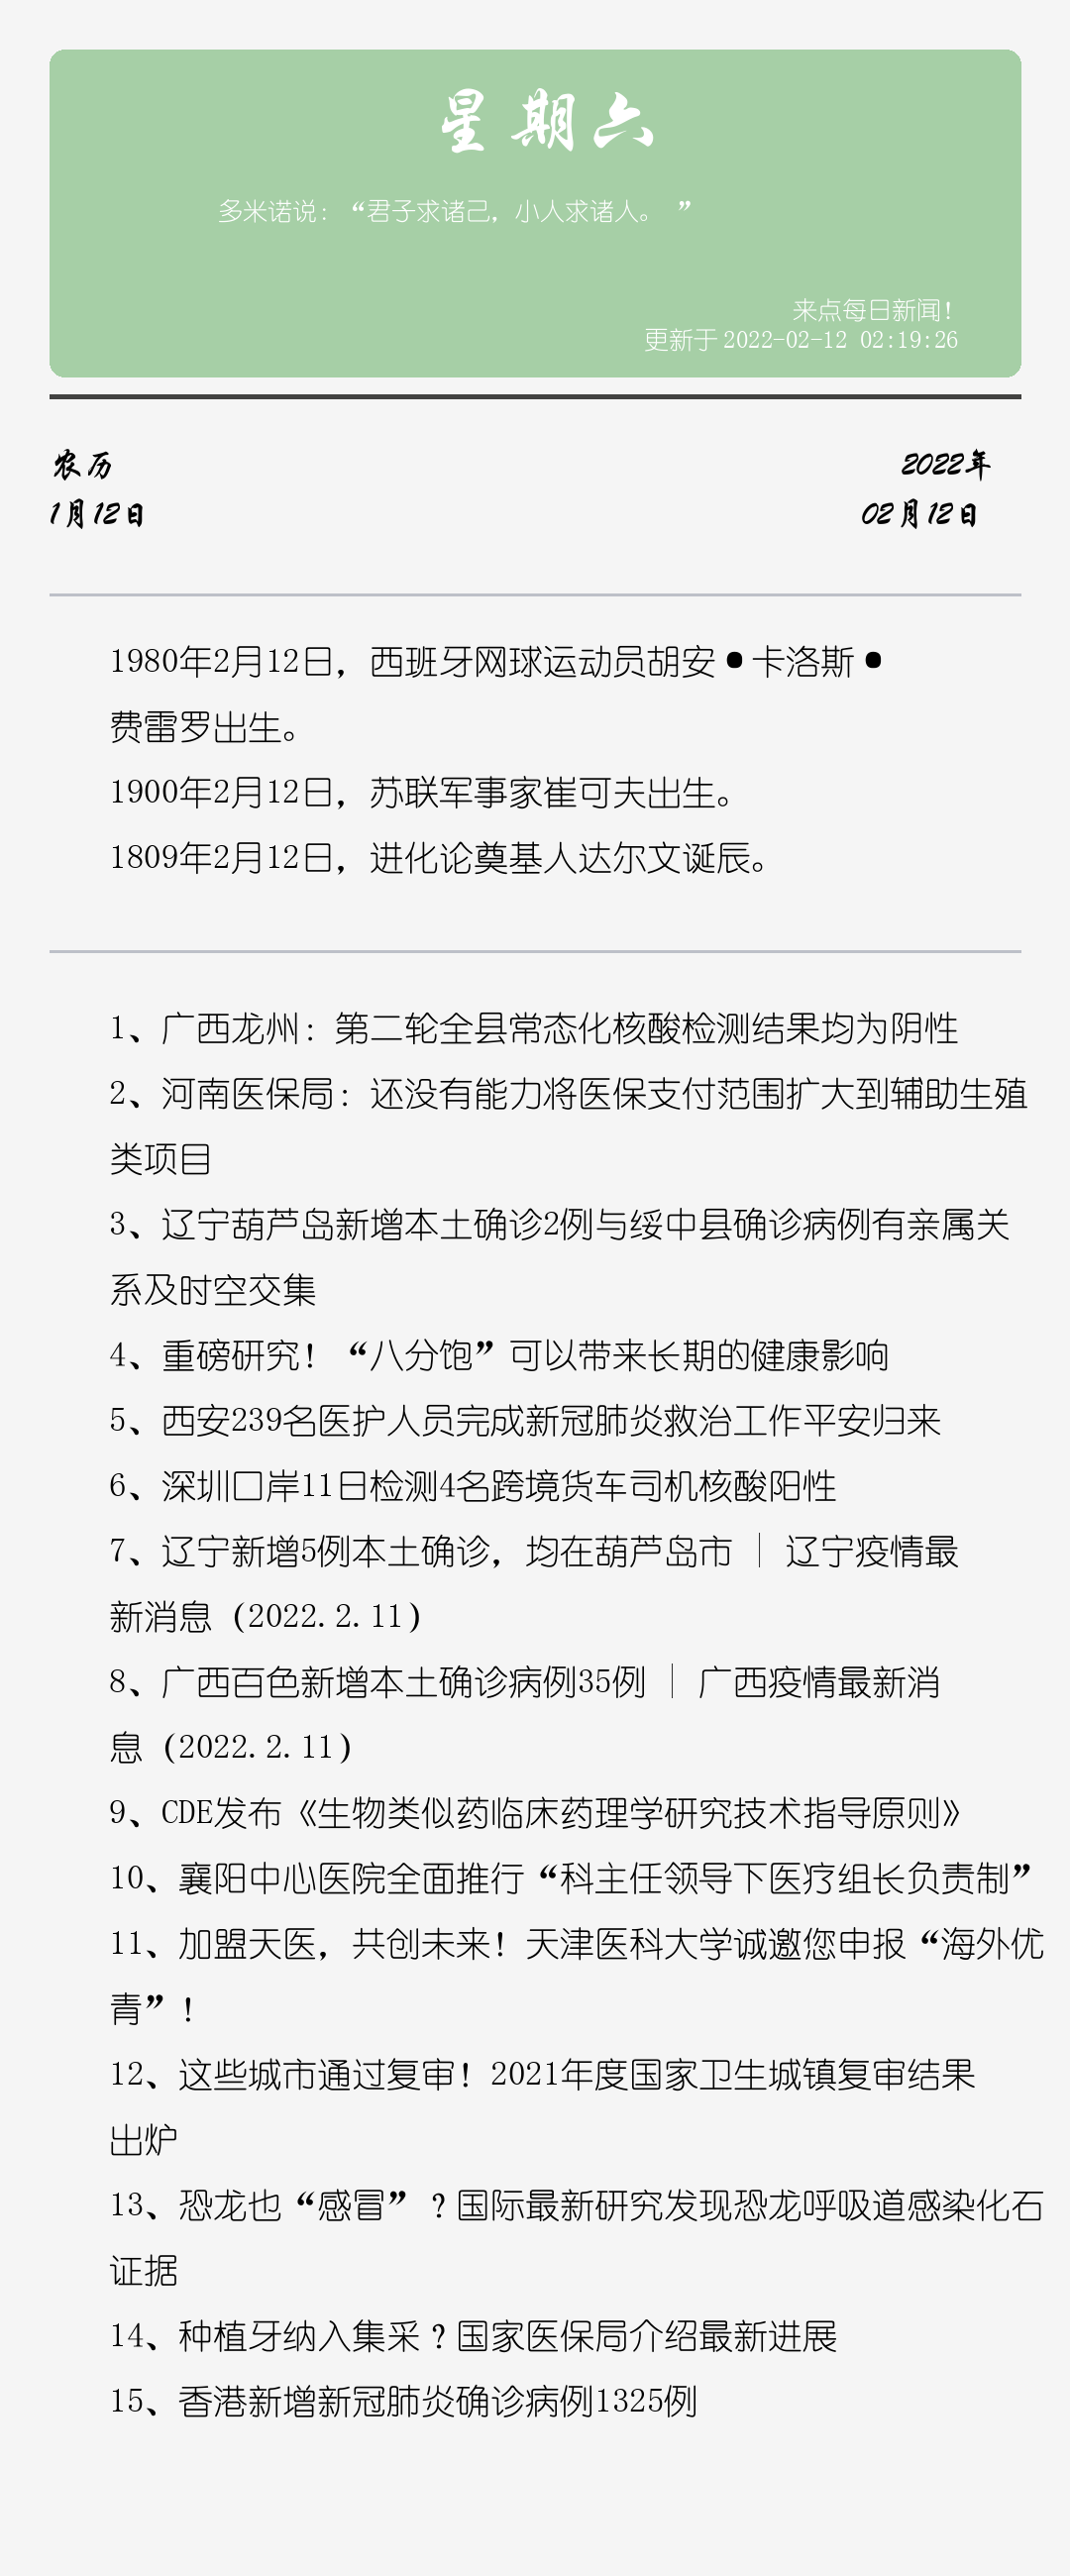 星期六
多米诺说：“君子求诸己，小人求诸人。 ”
来点每日新闻！
更新于 2022-02-12 02:19:26
农历
2022年
1月12日
02月12日
1980年2月12日，西班牙网球运动员胡安•卡洛斯•
费雷罗出生。
1900年2月12日，苏联军事家崔可夫出生。
1809年2月12日，进化论奠基人达尔文诞辰。
1、广西龙州：第二轮全县常态化核酸检测结果均为阴性
2、河南医保局：还没有能力将医保支付范围扩大到辅助生殖
类项目
3、辽宁葫芦岛新增本土确诊2例与绥中县确诊病例有亲属关
系及时空交集
4、重磅研究！“八分饱”可以带来长期的健康影响
5、西安239名医护人员完成新冠肺炎救治工作平安归来
6、深圳口岸11日检测4名跨境货车司机核酸阳性
7、辽宁新增5例本土确诊，均在葫芦岛市｜辽宁疫情最
新消息（2022.2.11）
8、广西百色新增本土确诊病例35例｜广西疫情最新消
息（2022.2.11）
9、CDE发布《生物类似药临床药理学研究技术指导原则》
10、襄阳中心医院全面推行“科主任领导下医疗组长负责制”
11、加盟天医，共创未来！天津医科大学诚邀您申报“海外优
青”！
12、这些城市通过复审！2021年度国家卫生城镇复审结果
出炉
13、恐龙也“感冒”？国际最新研究发现恐龙呼吸道感染化石
证据
14、种植牙纳入集采？国家医保局介绍最新进展
15、香港新增新冠肺炎确诊病例1325例